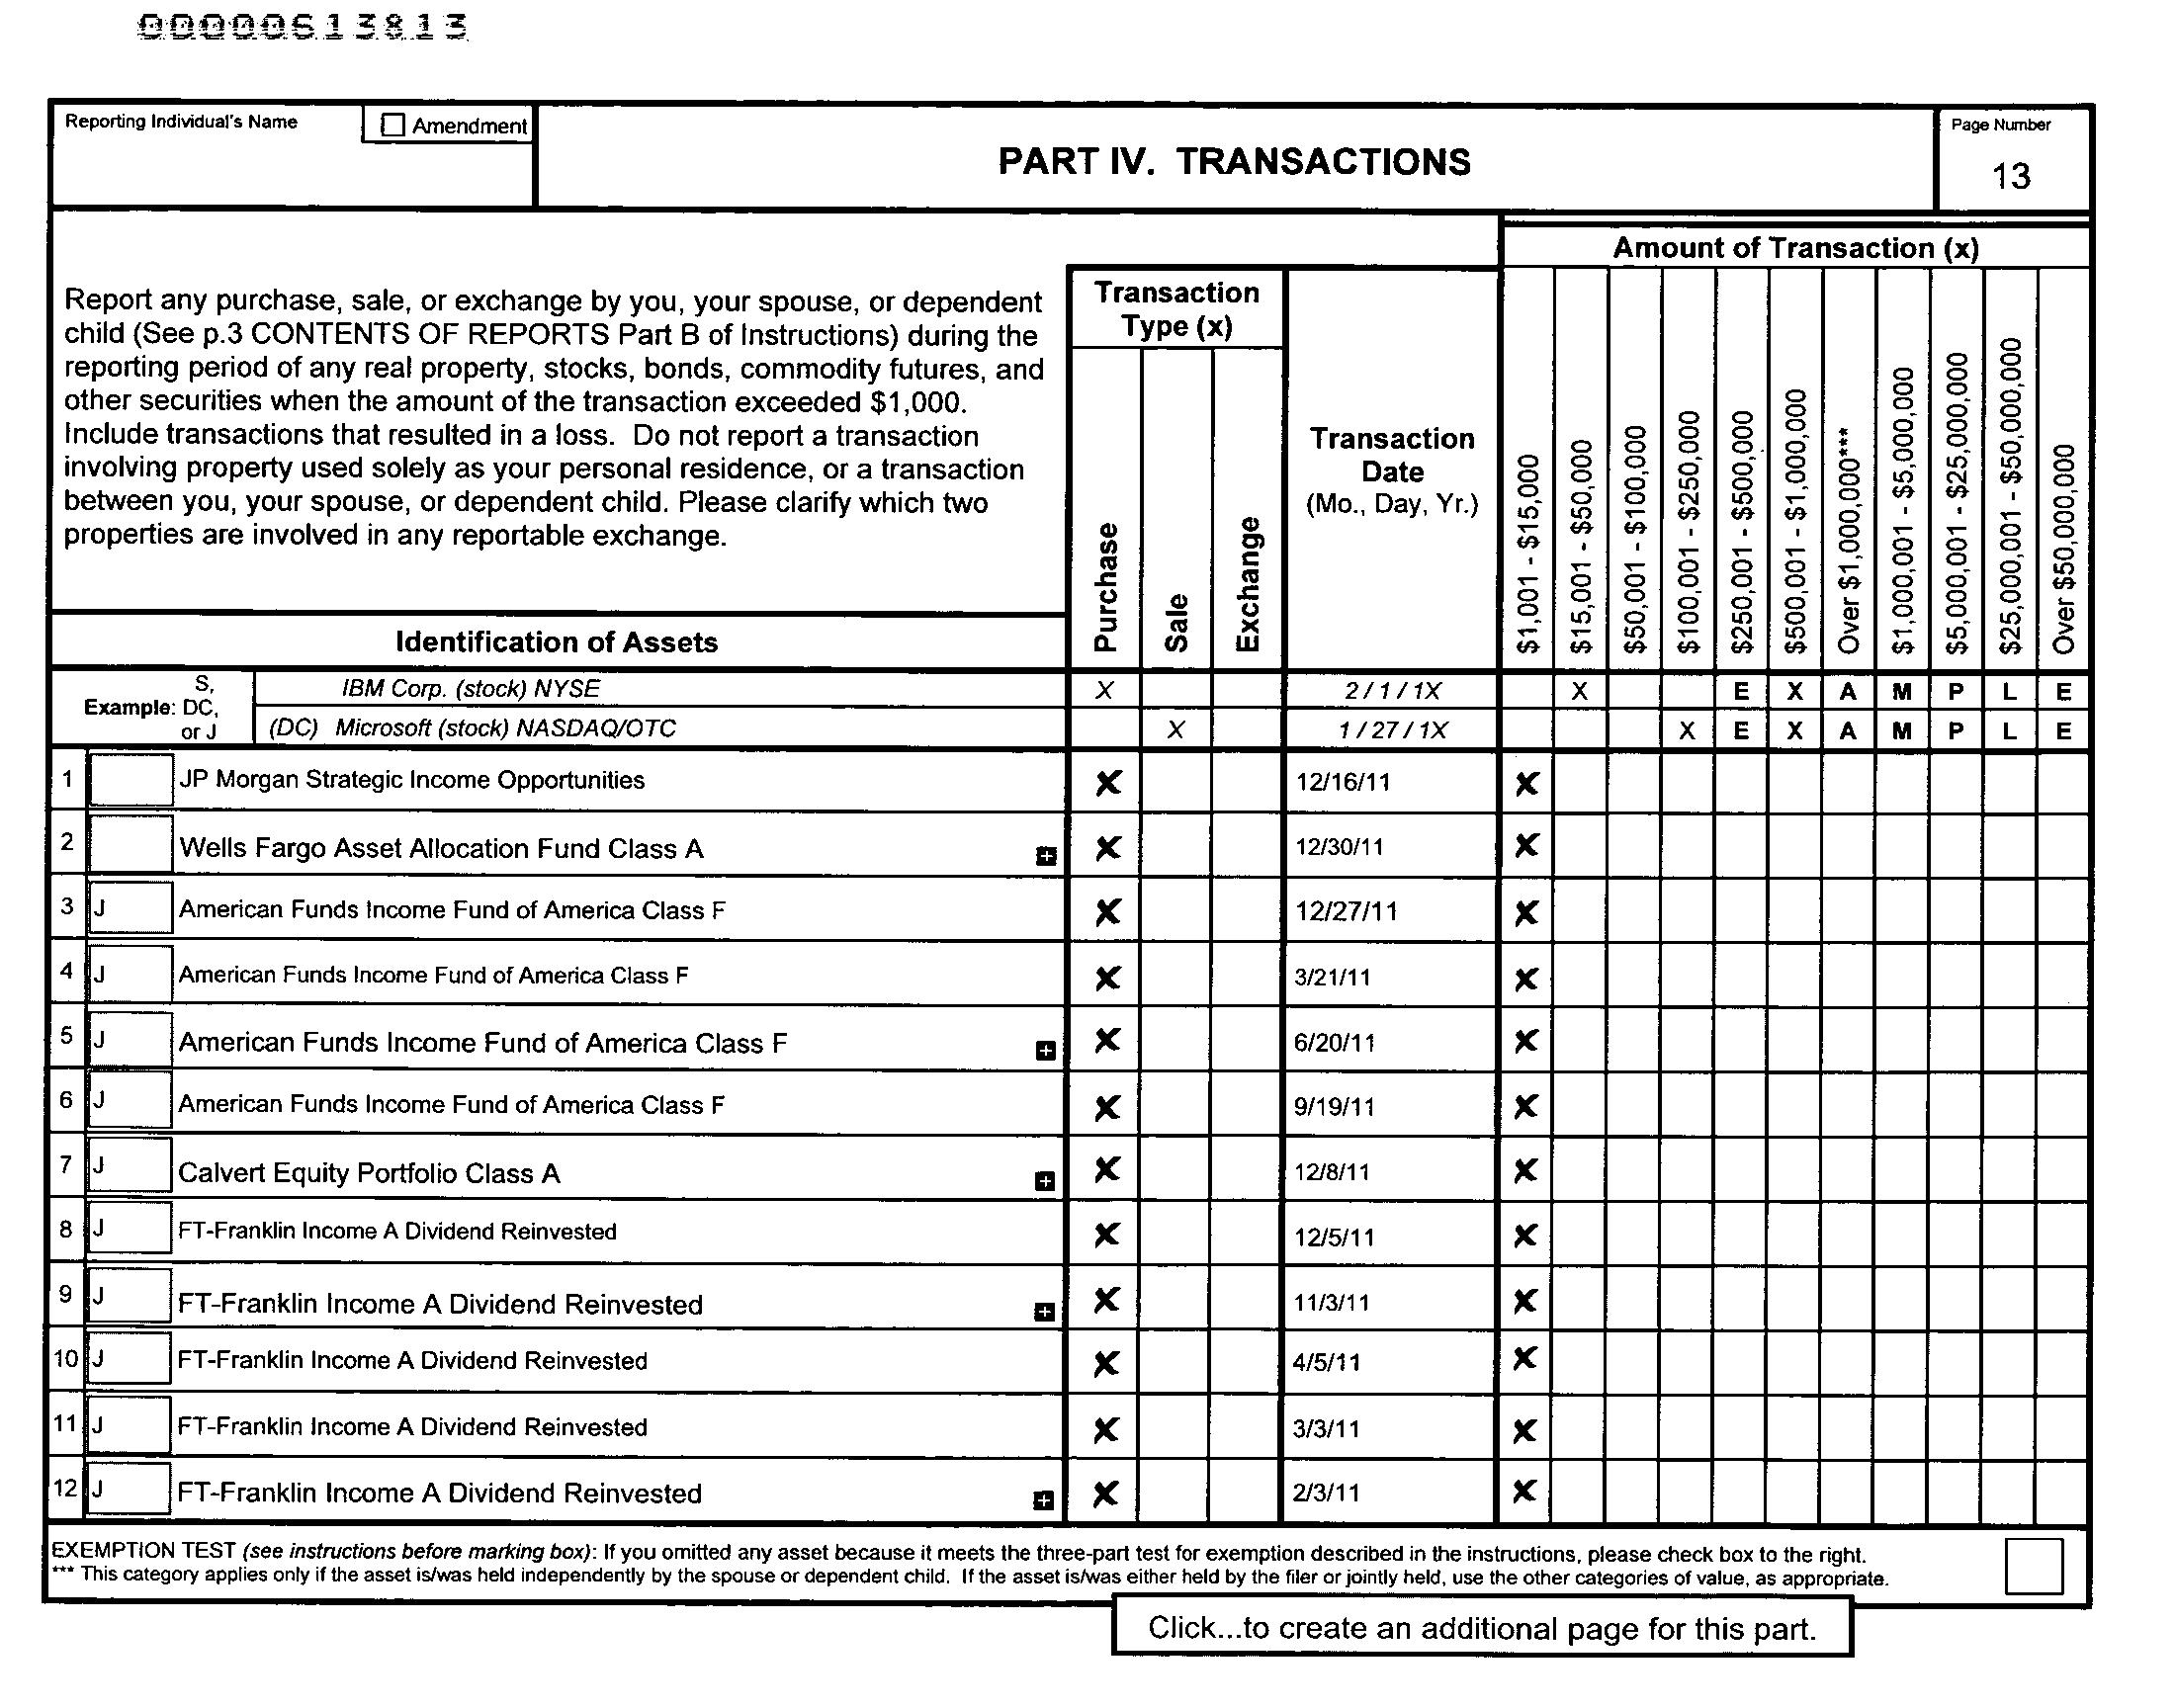 00000613813
Reporting Individual's Name
☐ Amendment
PART IV. TRANSACTIONS
Page Number
13
Report any purchase, sale, or exchange by you, your spouse, or dependent
child (See p.3 CONTENTS OF REPORTS Part B of Instructions) during the
reporting period of any real property, stocks, bonds, commodity futures, and
other securities when the amount of the transaction exceeded $1,000.
Include transactions that resulted in a loss. Do not report a transaction
involving property used solely as your personal residence, or a transaction
between you, your spouse, or dependent child. Please clarify which two
properties are involved in any reportable exchange.
Identification of Assets
Transaction
Type (x)
Purchase
Sale
Exchange
Transaction
Date
(Mo., Day, Yr.)
Amount of Transaction (x)
$1,001 - $15,000
$15,001 - $50,000
$50,001 - $100,000
$100,001 - $250,000
$250,001 - $500,000
$500,001 - $1,000,000
Over $1,000,000***
$1,000,001 - $5,000,000
$5,000,001 - $25,000,000
$25,000,001 - $50,000,000
Over $50,000,000
Example: S, DC, or J
IBM Corp. (stock) NYSE X 2 / 1 / 1X X E X A M P L E
(DC) Microsoft (stock) NASDAQ/OTC X 1 / 27 / 1X X E X A M P L E
1 JP Morgan Strategic Income Opportunities X 12/16/11 X
2 Wells Fargo Asset Allocation Fund Class A + X 12/30/11 X
3 J American Funds Income Fund of America Class F X 12/27/11 X
4 J American Funds Income Fund of America Class F X 3/21/11 X
5 J American Funds Income Fund of America Class F + X 6/20/11 X
6 J American Funds Income Fund of America Class F X 9/19/11 X
7 J Calvert Equity Portfolio Class A + X 12/8/11 X
8 J FT-Franklin Income A Dividend Reinvested X 12/5/11 X
9 J FT-Franklin Income A Dividend Reinvested + X 11/3/11 X
10 J FT-Franklin Income A Dividend Reinvested X 4/5/11 X
11 J FT-Franklin Income A Dividend Reinvested X 3/3/11 X
12 J FT-Franklin Income A Dividend Reinvested + X 2/3/11 X
EXEMPTION TEST (see instructions before marking box): If you omitted any asset because it meets the three-part test for exemption described in the instructions, please check box to the right.
*** This category applies only if the asset is/was held independently by the spouse or dependent child. If the asset is/was either held by the filer or jointly held, use the other categories of value, as appropriate.
Click...to create an additional page for this part.